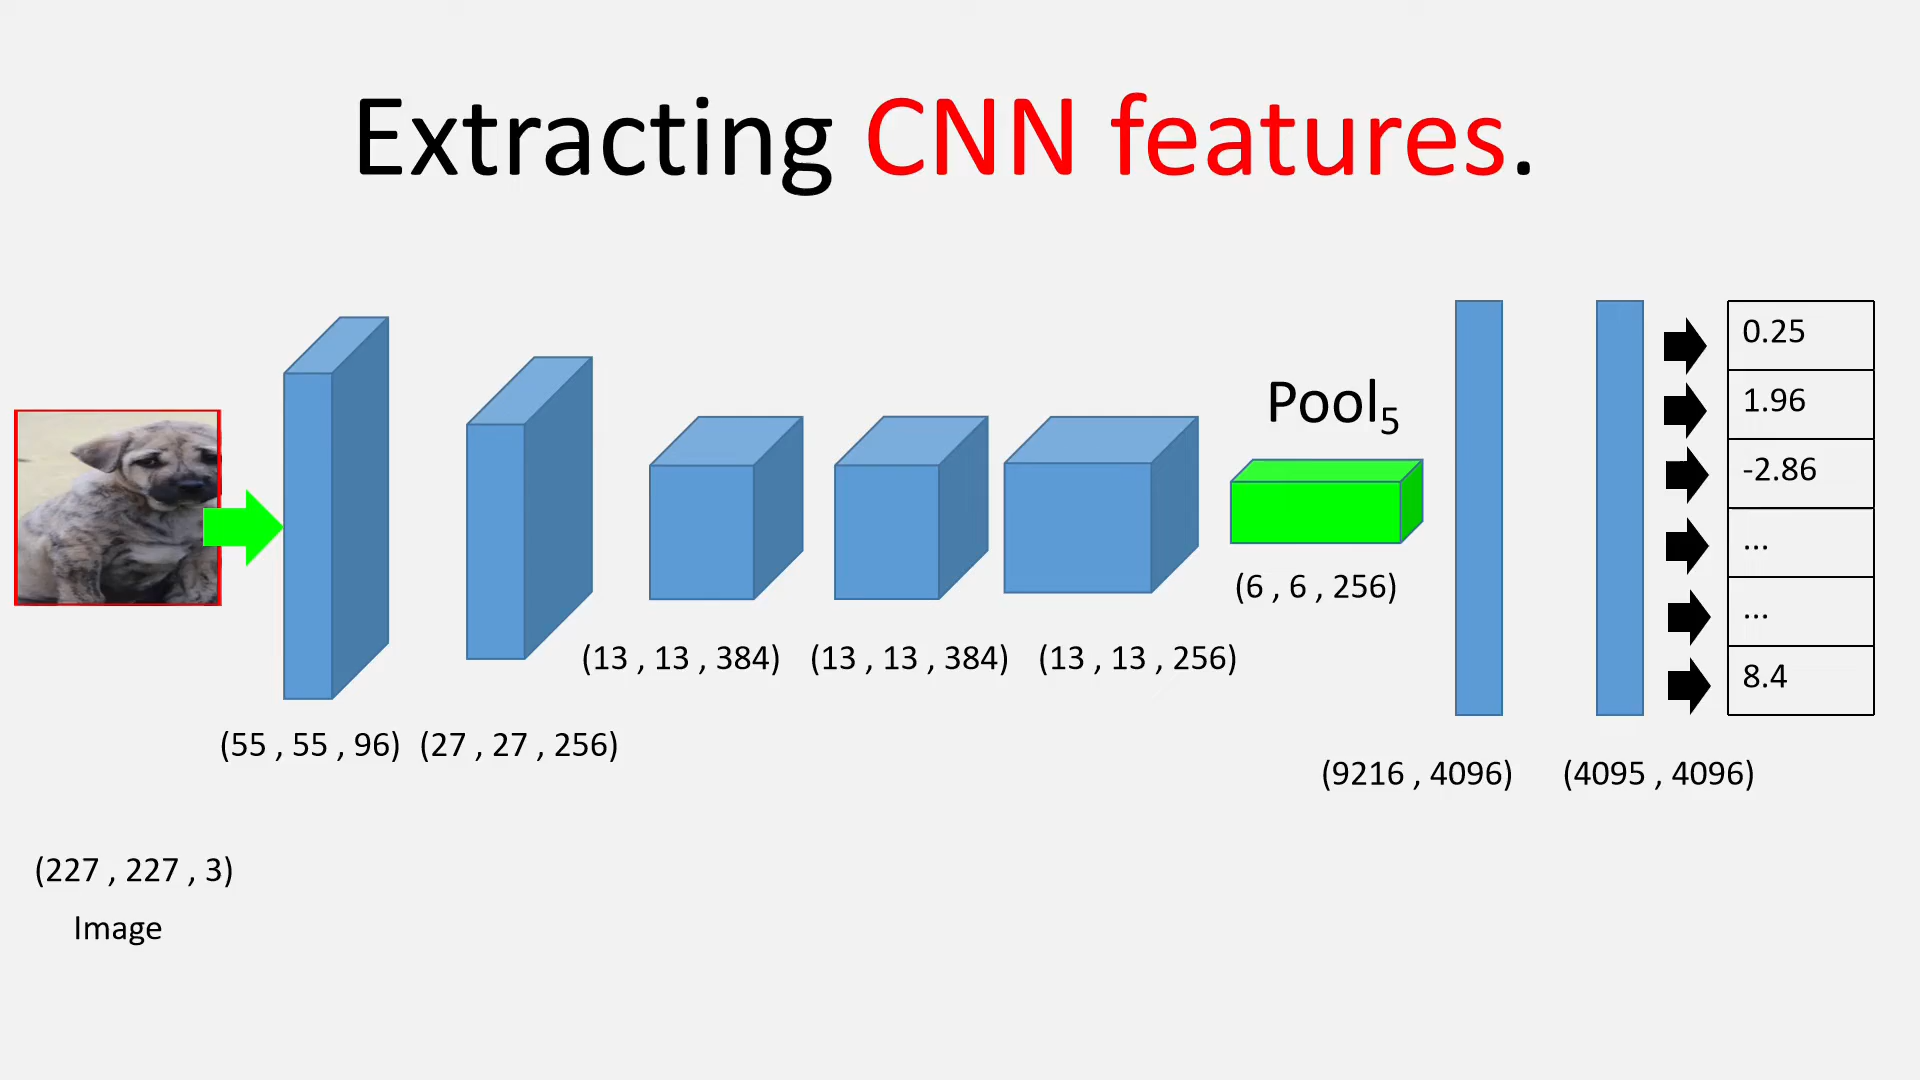 Extracting CNN features.
Pool5
0.25
1.96
-2.86
...
...
8.4
(6 , 6 , 256)
(13 , 13 , 384) (13 , 13 , 384) (13 , 13 , 256)
(55 , 55 , 96) (27 , 27 , 256)
(9216 , 4096) (4095 , 4096)
(227 , 227 , 3)
Image